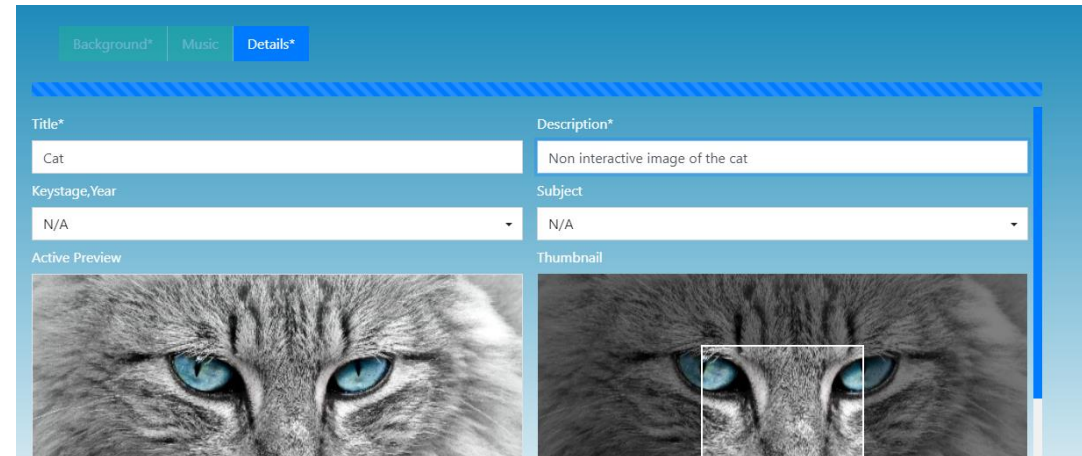 Background* Music Details*
Title* Description*
Cat Non interactive image of the cat
Keystage,Year Subject
N/A N/A
Active Preview Thumbnail